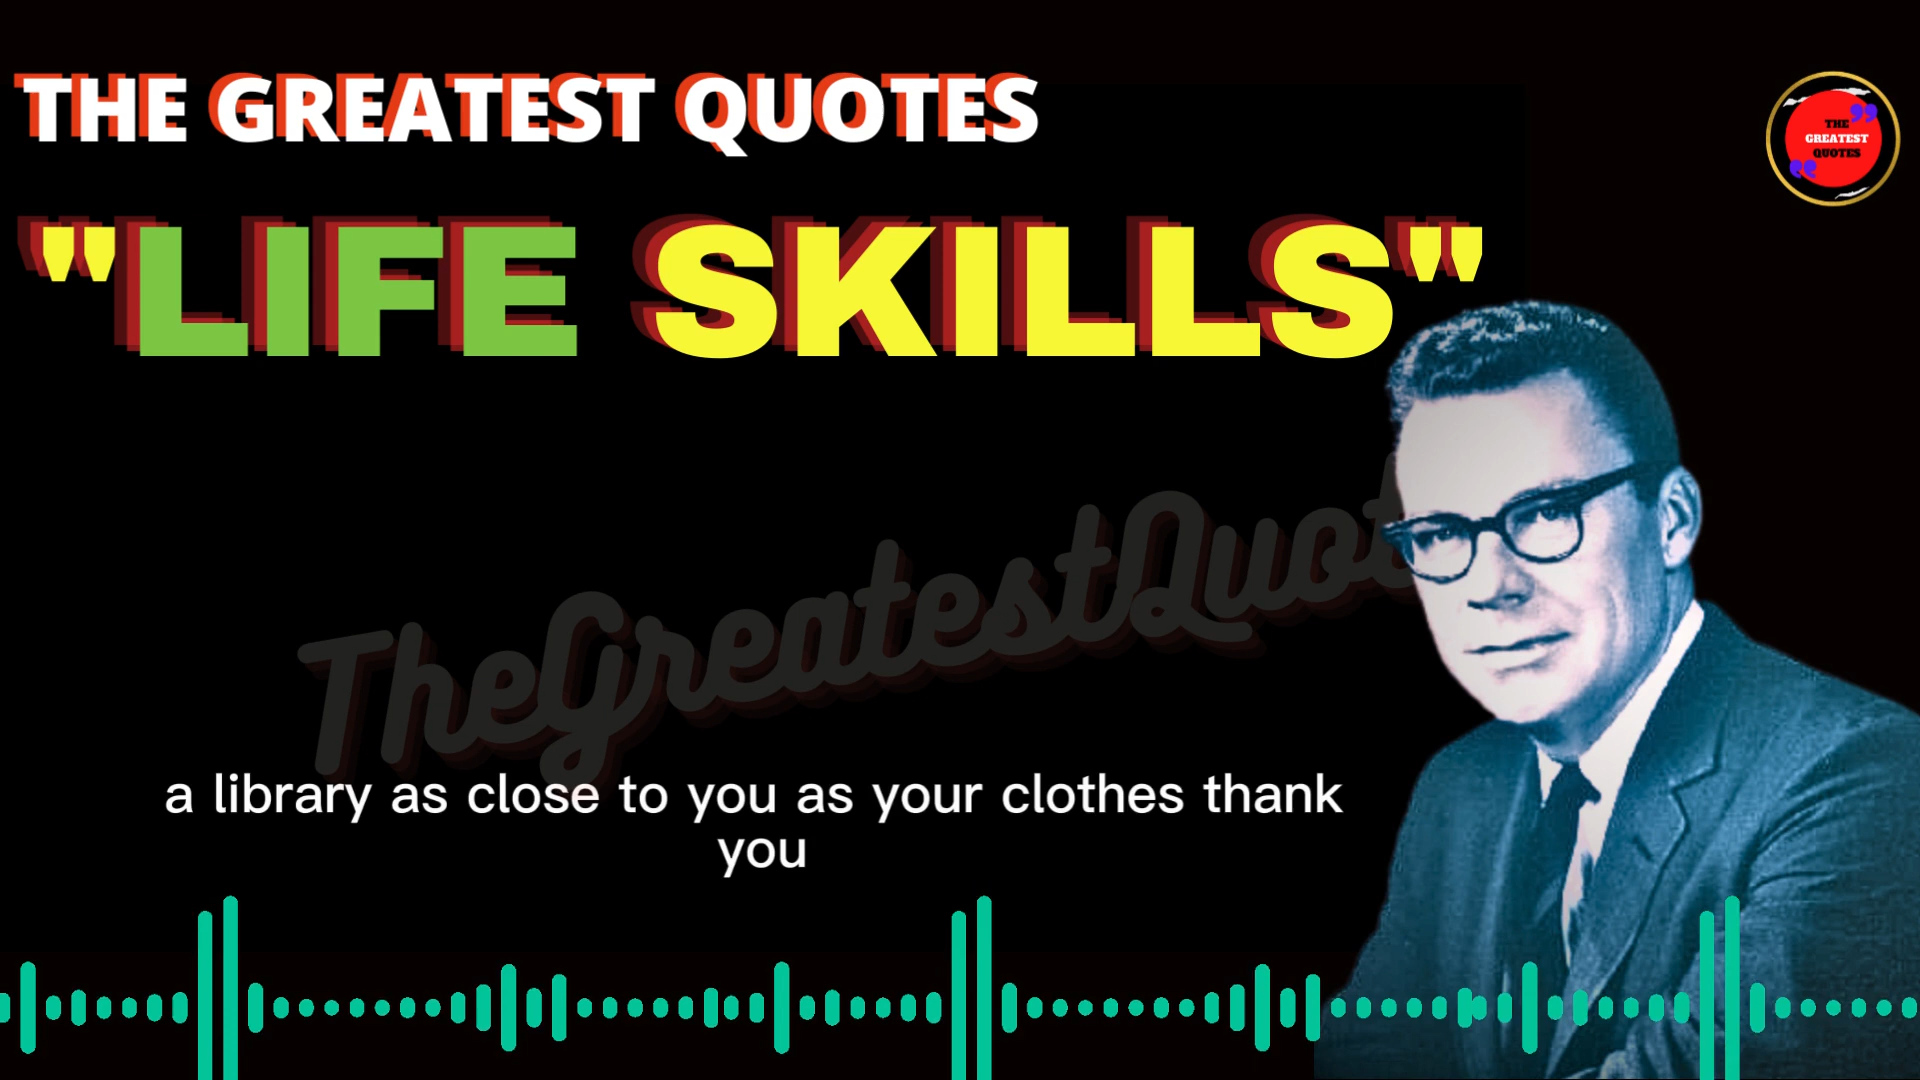 THE GREATEST QUOTES
THE
GREATEST
QUOTES
"LIFE SKILLS"
TheGreatestQuot
a library as close to you as your clothes thank
you